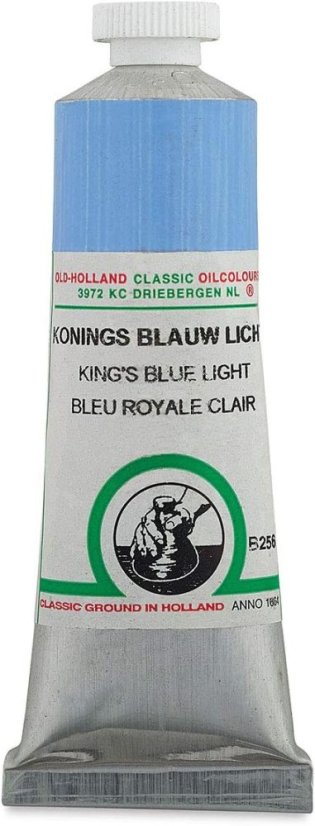 OLD-HOLLAND CLASSIC OILCOLOURS
3972 KC DRIEBERGEN NL ®
KONINGS BLAUW LICH
KING'S BLUE LIGHT
BLEU ROYALE CLAIR
B256
CLASSIC GROUND IN HOLLAND ANNO 1664